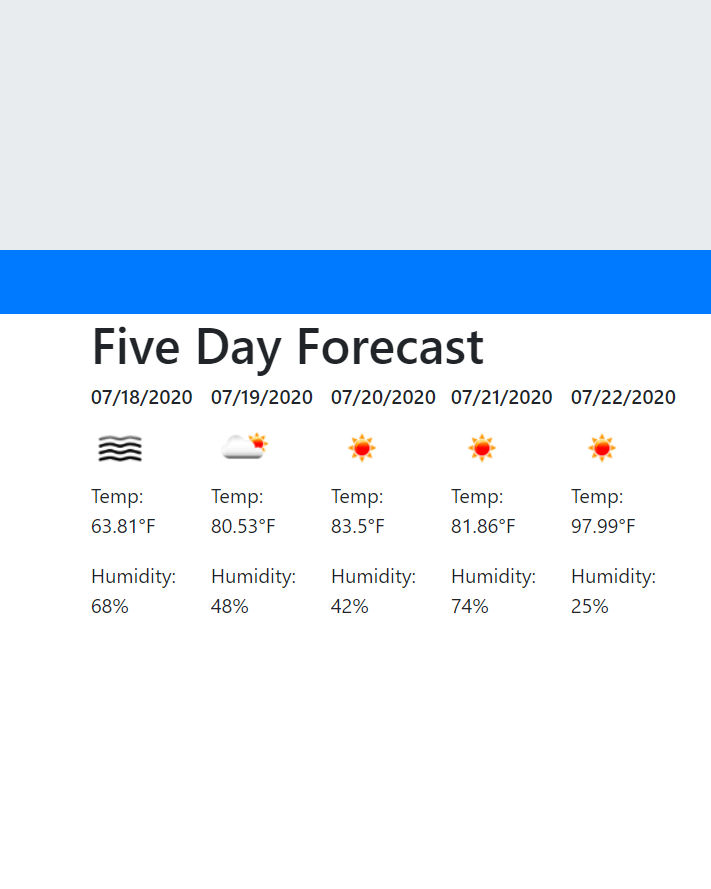 Five Day Forecast
07/18/2020 07/19/2020 07/20/2020 07/21/2020 07/22/2020
Temp: Temp: Temp: Temp: Temp:
63.81°F 80.53°F 83.5°F 81.86°F 97.99°F
Humidity: Humidity: Humidity: Humidity: Humidity:
68% 48% 42% 74% 25%